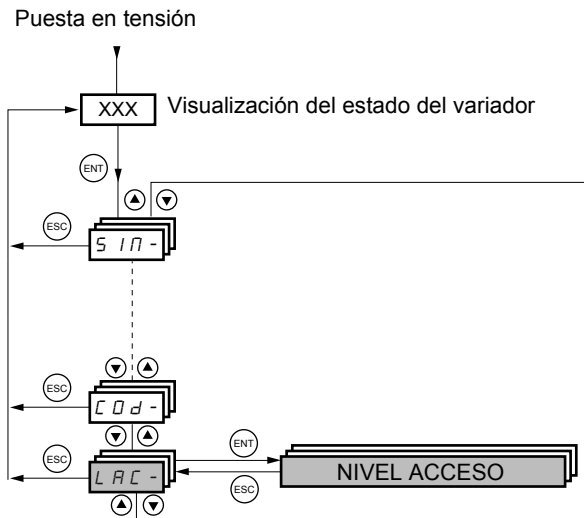 Puesta en tensión
XXX
Visualización del estado del variador
ENT
ESC
SIM-
ESC
COd-
ESC
LAC-
ENT
ESC
NIVEL ACCESO